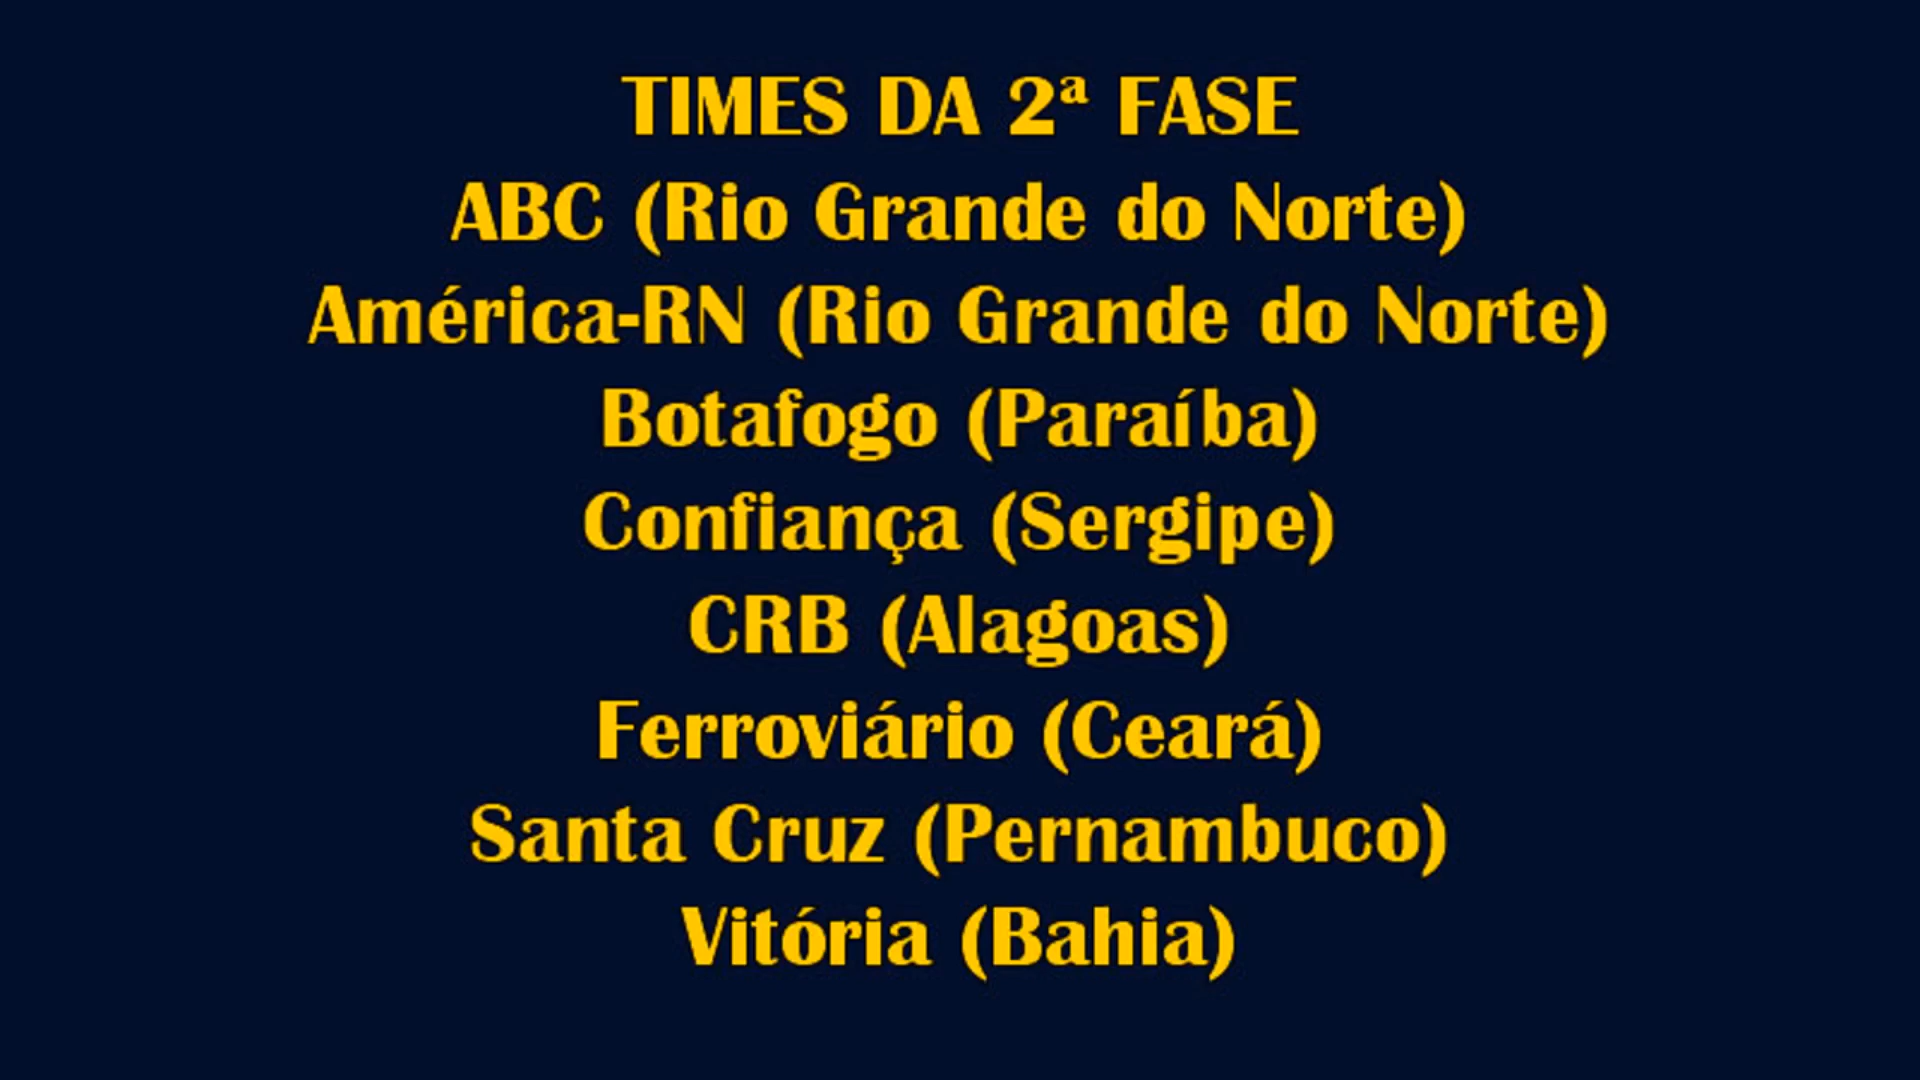 TIMES DA 2ª FASE
ABC (Rio Grande do Norte)
América-RN (Rio Grande do Norte)
Botafogo (Paraíba)
Confiança (Sergipe)
CRB (Alagoas)
Ferroviário (Ceará)
Santa Cruz (Pernambuco)
Vitória (Bahia)